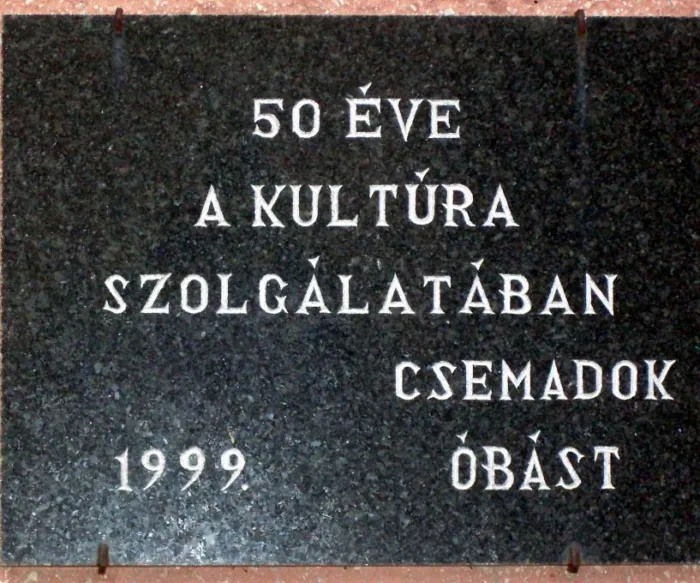 50 ÉVE
A KULTÚRA
SZOLGÁLATÁBAN
CSEMADOK
1999. ÓBÁST